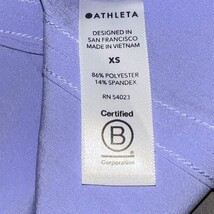 ATHLETA
DESIGNED IN
SAN FRANCISCO
MADE IN VIETNAM
XS
86% POLYESTER
14% SPANDEX
RN 54023
Certified
B
Corporation